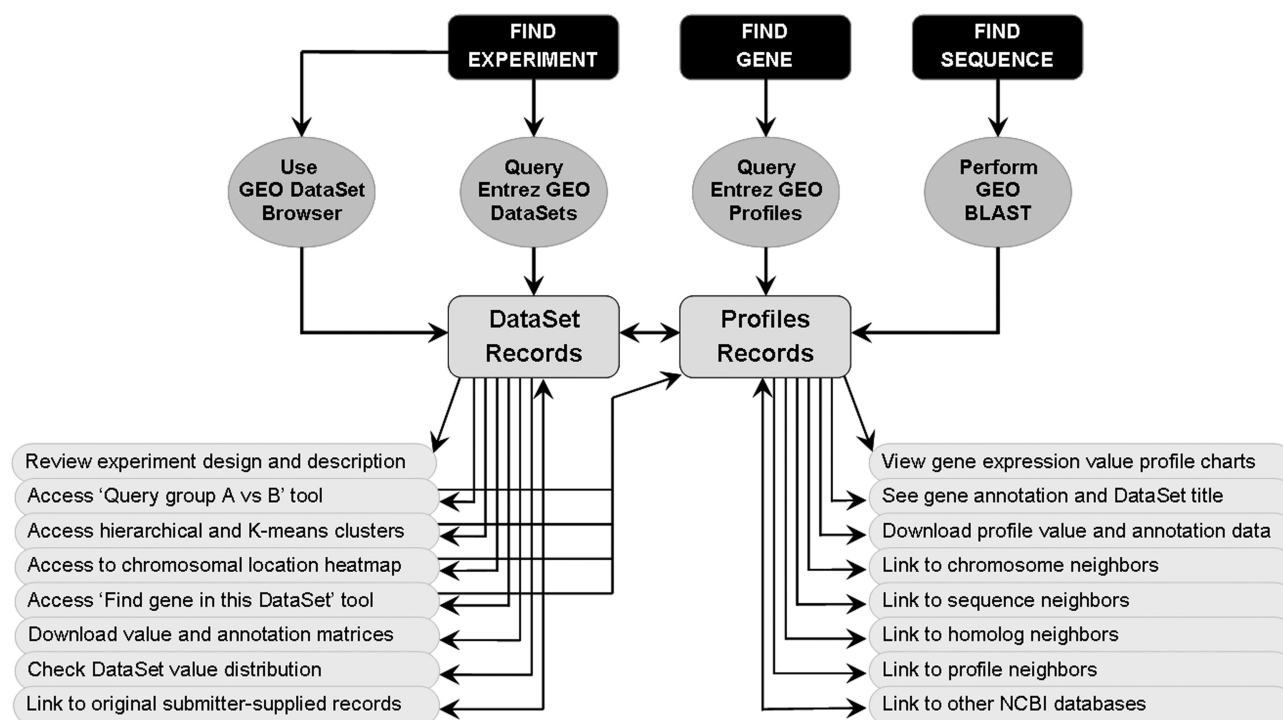 FIND
EXPERIMENT
FIND
GENE
FIND
SEQUENCE
Use
GEO DataSet
Browser
Query
Entrez GEO
DataSets
Query
Entrez GEO
Profiles
Perform
GEO
BLAST
DataSet
Records
Profiles
Records
Review experiment design and description
Access ‘Query group A vs B’ tool
Access hierarchical and K-means clusters
Access to chromosomal location heatmap
Access ‘Find gene in this DataSet’ tool
Download value and annotation matrices
Check DataSet value distribution
Link to original submitter-supplied records
View gene expression value profile charts
See gene annotation and DataSet title
Download profile value and annotation data
Link to chromosome neighbors
Link to sequence neighbors
Link to homolog neighbors
Link to profile neighbors
Link to other NCBI databases